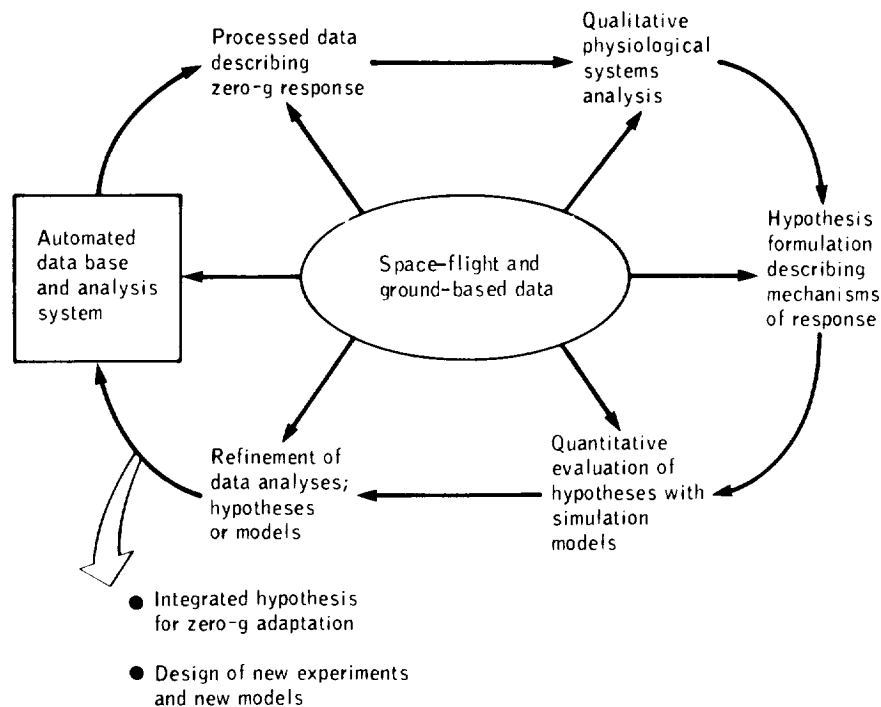 Processed data
describing
zero-g response
Qualitative
physiological
systems
analysis
Automated
data base
and analysis
system
Space-flight and
ground-based data
Hypothesis
formulation
describing
mechanisms
of response
Refinement of
data analyses;
hypotheses
or models
Quantitative
evaluation of
hypotheses with
simulation
models
● Integrated hypothesis
for zero-g adaptation
● Design of new experiments
and new models